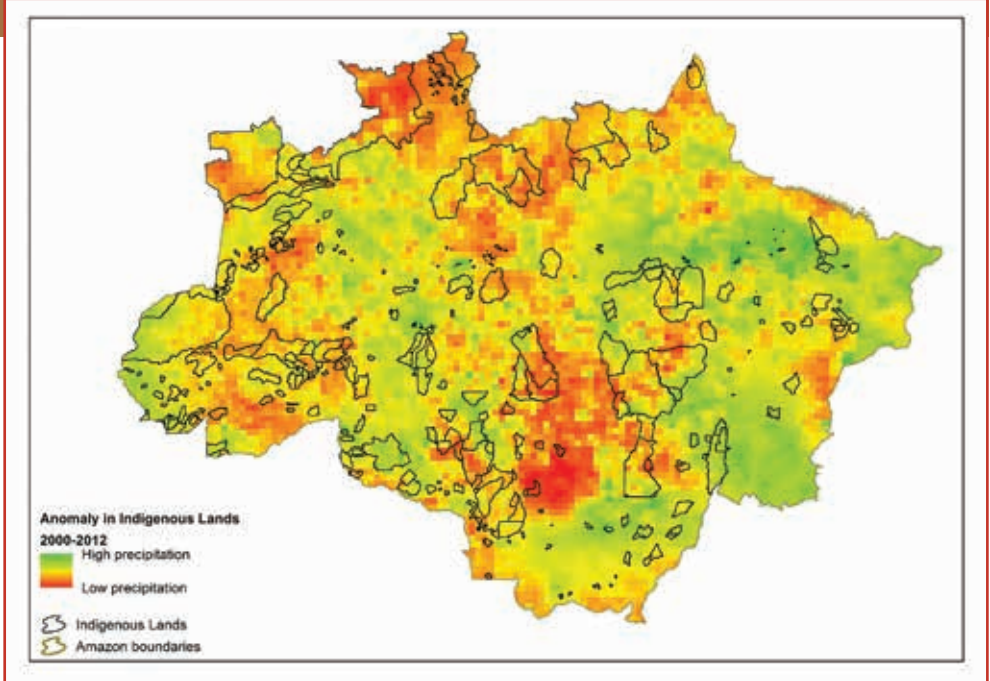 Anomaly in Indigenous Lands
2000-2012
High precipitation
Low precipitation
Indigenous Lands
Amazon boundaries